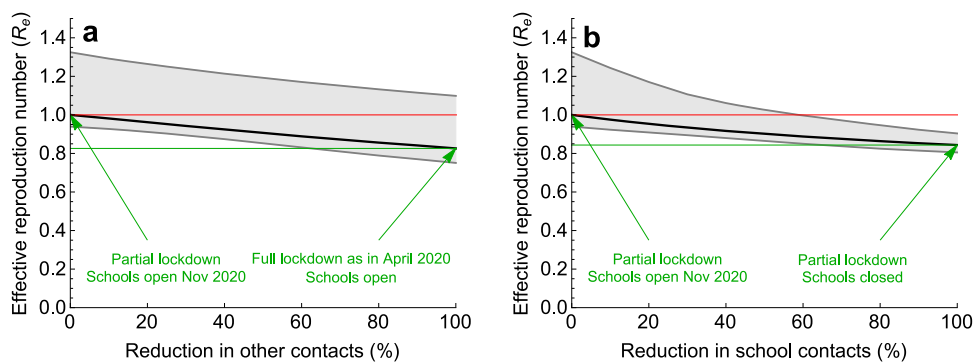 a
Effective reproduction number (Re)
1.4
1.2
1.0
0.8
0.6
0.4
0.2
0.0
Partial lockdown
Schools open Nov 2020
Full lockdown as in April 2020
Schools open
0 20 40 60 80 100
Reduction in other contacts (%)
b
Effective reproduction number (Re)
1.4
1.2
1.0
0.8
0.6
0.4
0.2
0.0
Partial lockdown
Schools open Nov 2020
Partial lockdown
Schools closed
0 20 40 60 80 100
Reduction in school contacts (%)